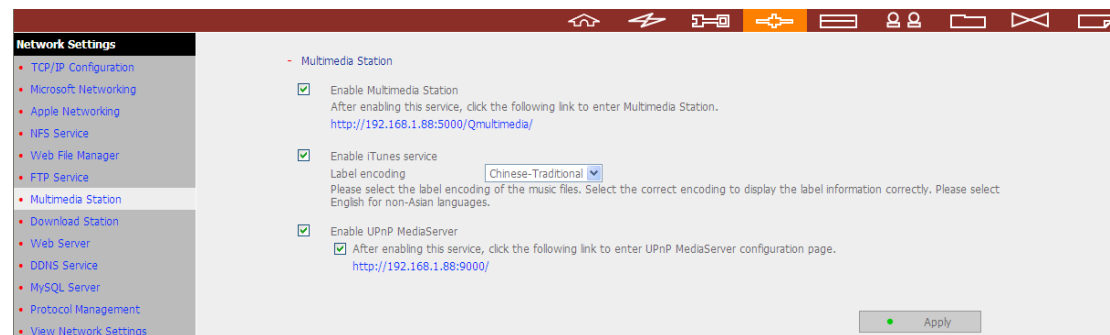 Network Settings
TCP/IP Configuration
Microsoft Networking
Apple Networking
NFS Service
Web File Manager
FTP Service
Multimedia Station
Download Station
Web Server
DDNS Service
MySQL Server
Protocol Management
View Network Settings
- Multimedia Station
Enable Multimedia Station
After enabling this service, click the following link to enter Multimedia Station.
http://192.168.1.88:5000/Qmultimedia/
Enable iTunes service
Label encoding Chinese-Traditional
Please select the label encoding of the music files. Select the correct encoding to display the label information correctly. Please select
English for non-Asian languages.
Enable UPnP MediaServer
After enabling this service, click the following link to enter UPnP MediaServer configuration page.
http://192.168.1.88:9000/
Apply